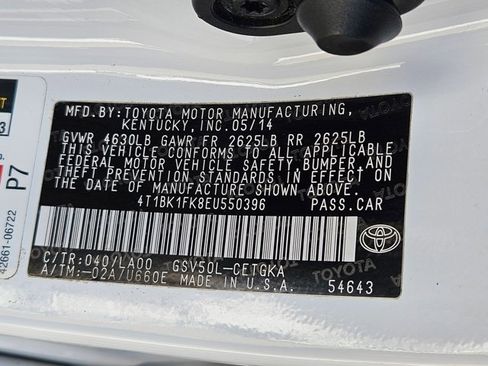 MFD.BY:TOYOTA MOTOR MANUFACTURING,
KENTUCKY, INC.05/14
GVWR 4630LB GAWR FR 2625LB RR 2625LB
THIS VEHICLE CONFORMS TO ALL APPLICABLE
FEDERAL MOTOR VEHICLE SAFETY, BUMPER, AND
THEFT PREVENTION STANDARDS IN EFFECT ON
THE DATE OF MANUFACTURE SHOWN ABOVE.
4T1BK1FK8EU550396 PASS.CAR
C/TR:040/LA00 GSV50L-CETGKA
A/TM:-02A/U660E MADE IN U.S.A.
54643
TOYOTA
P7
42661-06722